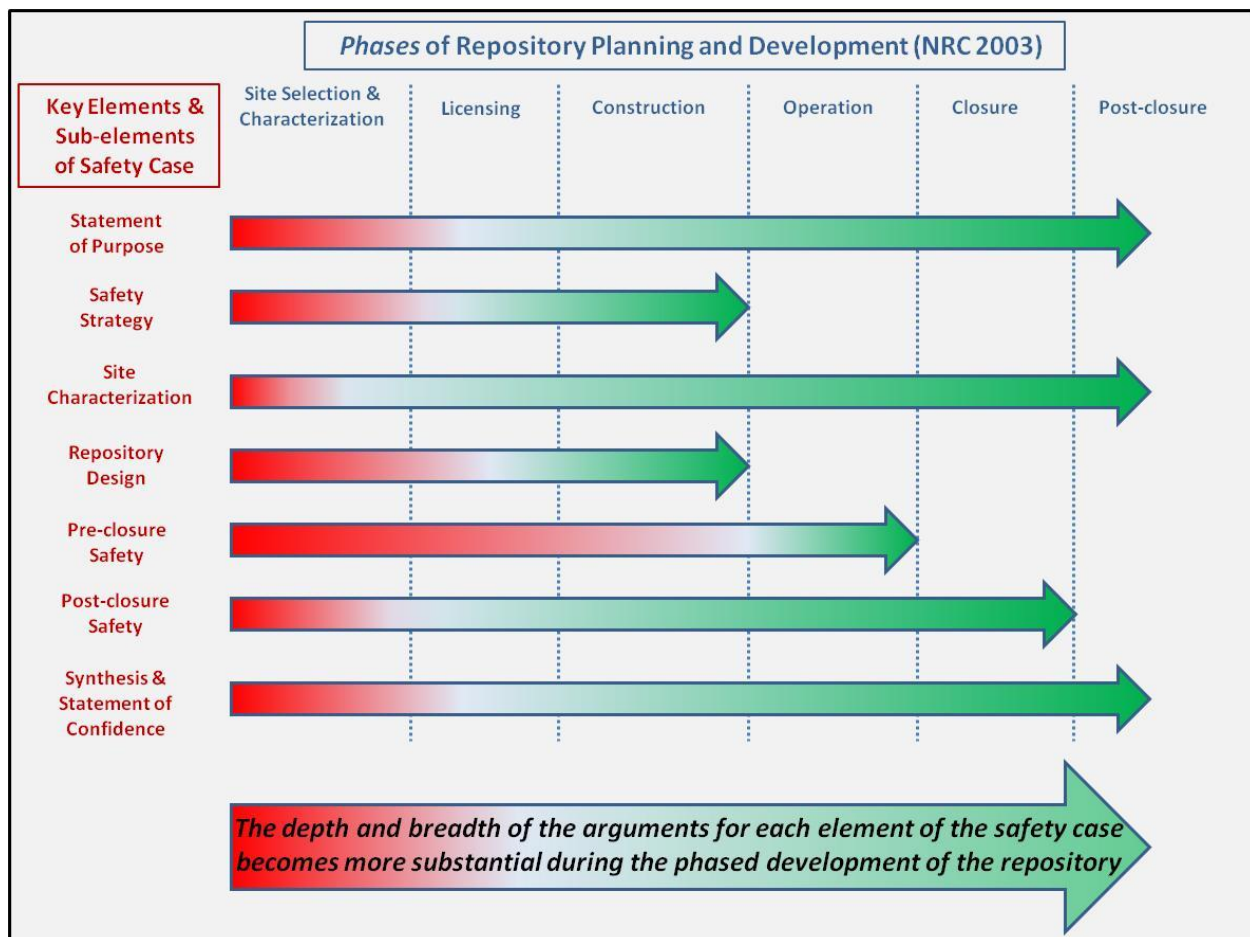 Phases of Repository Planning and Development (NRC 2003)
Key Elements &
Sub-elements
of Safety Case
Site Selection &
Characterization
Licensing
Construction
Operation
Closure
Post-closure
Statement
of Purpose
Safety
Strategy
Site
Characterization
Repository
Design
Pre-closure
Safety
Post-closure
Safety
Synthesis &
Statement of
Confidence
The depth and breadth of the arguments for each element of the safety case
becomes more substantial during the phased development of the repository